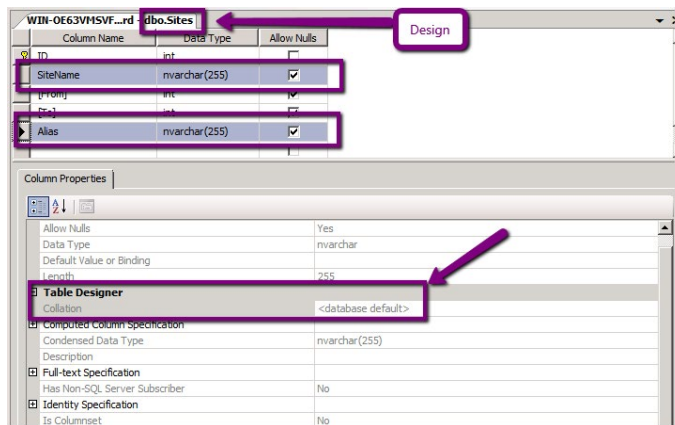 WIN-OE63VMSVF...rd - dbo.Sites
Design
Column Name Data Type Allow Nulls
ID int
SiteName nvarchar(255)
[From] int
[To] int
Alias nvarchar(255)
Column Properties
Allow Nulls Yes
Data Type nvarchar
Default Value or Binding
Length 255
Table Designer
Collation <database default>
Computed Column Specification
Condensed Data Type nvarchar(255)
Description
Full-text Specification
Has Non-SQL Server Subscriber No
Identity Specification
Is Columnset No